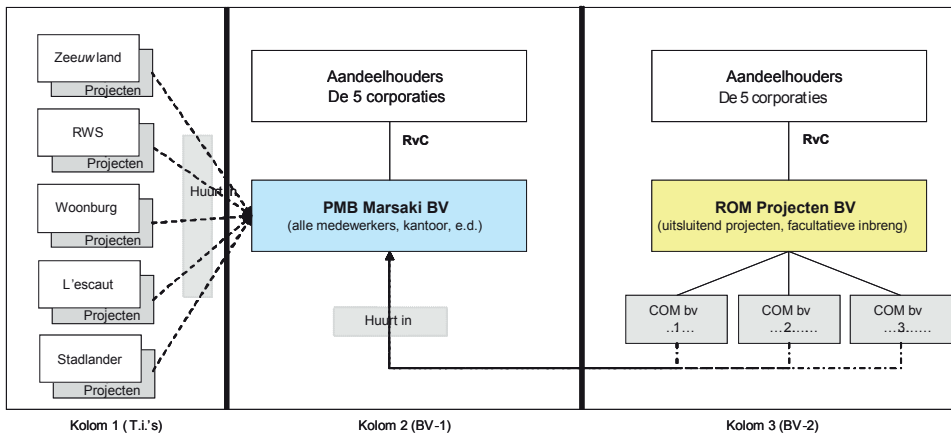 Zeeuwland
Projecten
RWS
Projecten
Woonburg
Projecten
L'escaut
Projecten
Stadlander
Projecten
Huurt in
Kolom 1 (T.i.'s)
Aandeelhouders
De 5 corporaties
RvC
PMB Marsaki BV
(alle medewerkers, kantoor, e.d.)
Huurt in
Kolom 2 (BV-1)
Aandeelhouders
De 5 corporaties
RvC
ROM Projecten BV
(uitsluitend projecten, facultatieve inbreng)
COM bv
..1...
COM bv
...2......
COM bv
...3......
Kolom 3 (BV-2)